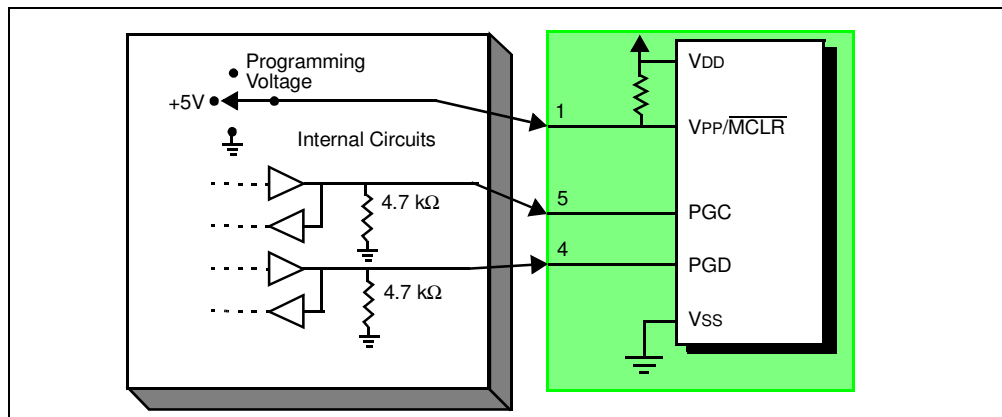 Programming
Voltage
+5V
Internal Circuits
4.7 kΩ
4.7 kΩ
1
5
4
VDD
VPP/MCLR
PGC
PGD
VSS